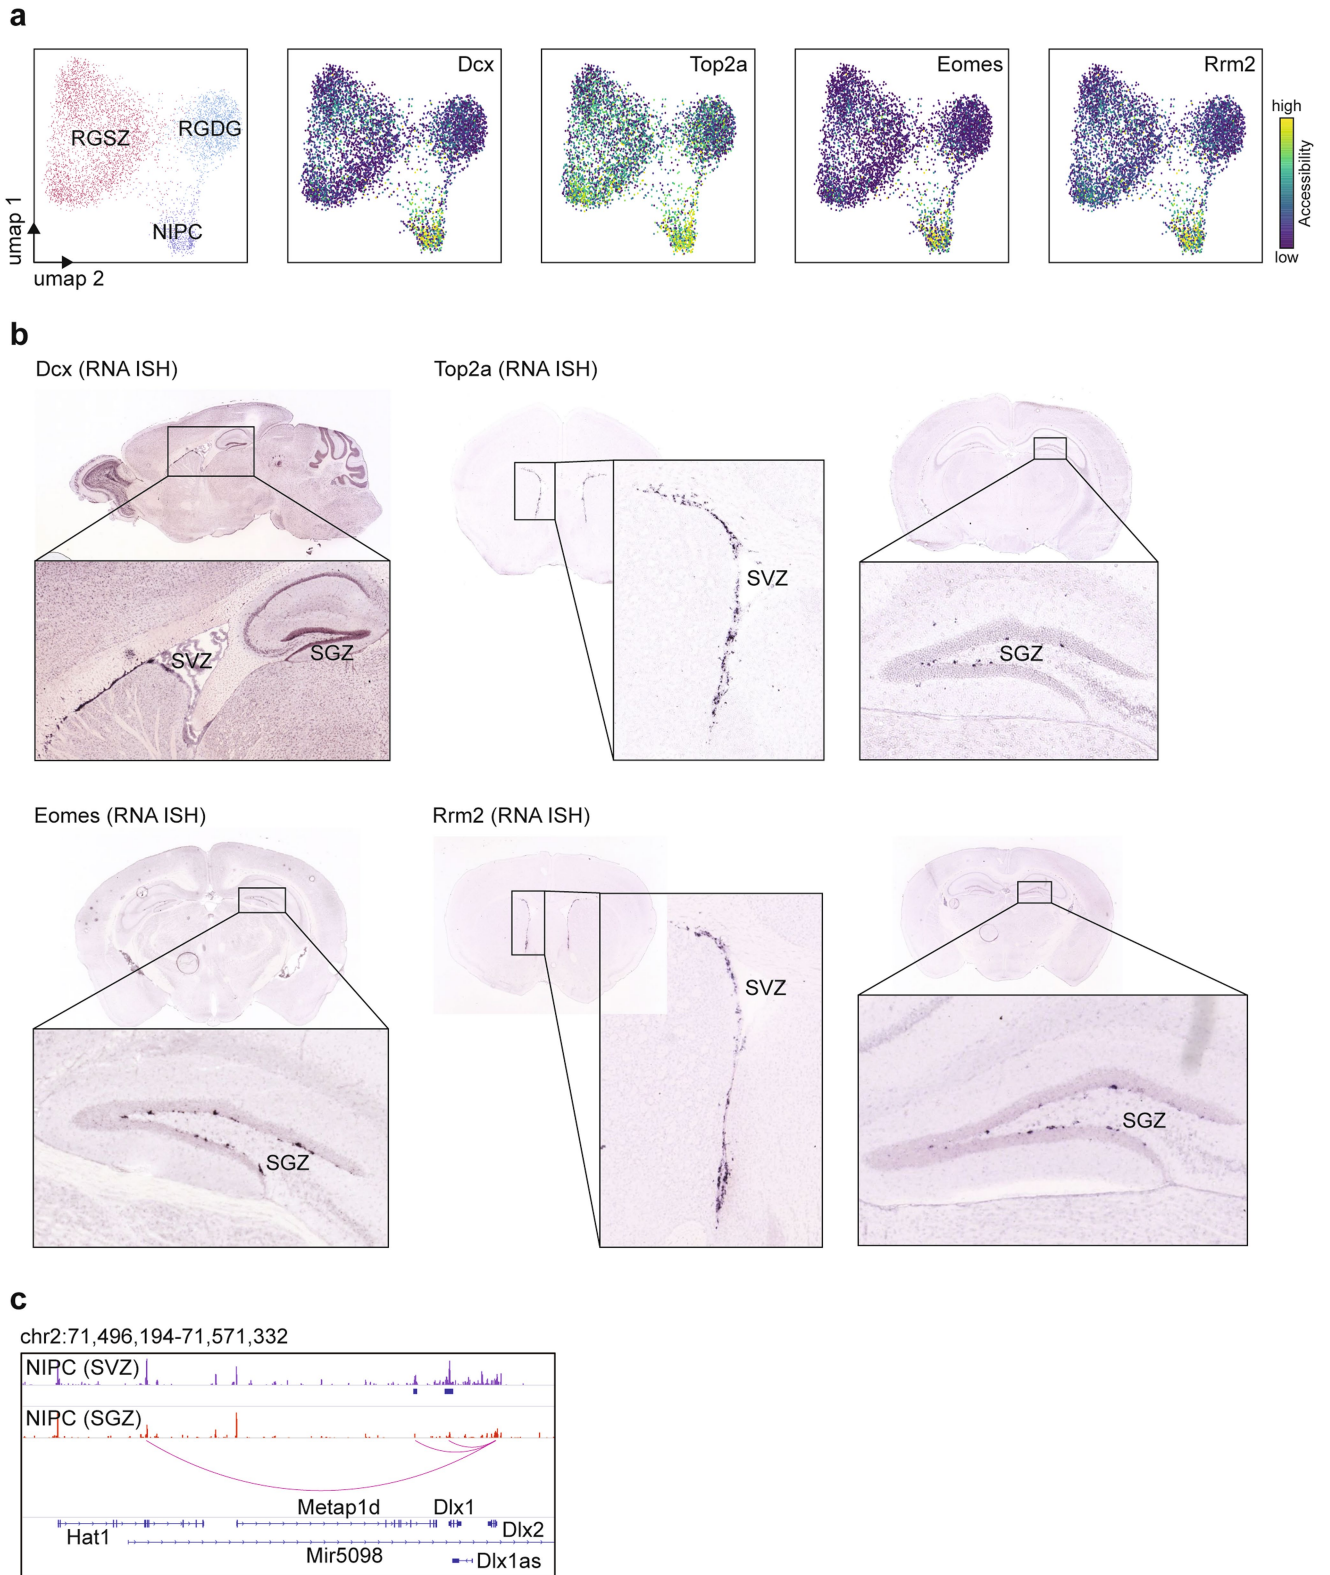 a
RGSZ
RGDG
NIPC
umap 1
umap 2
Dcx
Top2a
Eomes
Rrm2
high
Accessibility
low
b
Dcx (RNA ISH)
SVZ
SGZ
Top2a (RNA ISH)
SVZ
SGZ
Eomes (RNA ISH)
SGZ
Rrm2 (RNA ISH)
SVZ
SGZ
c
chr2:71,496,194-71,571,332
NIPC (SVZ)
NIPC (SGZ)
Metap1d
Dlx1
Hat1
Dlx2
Mir5098
Dlx1as